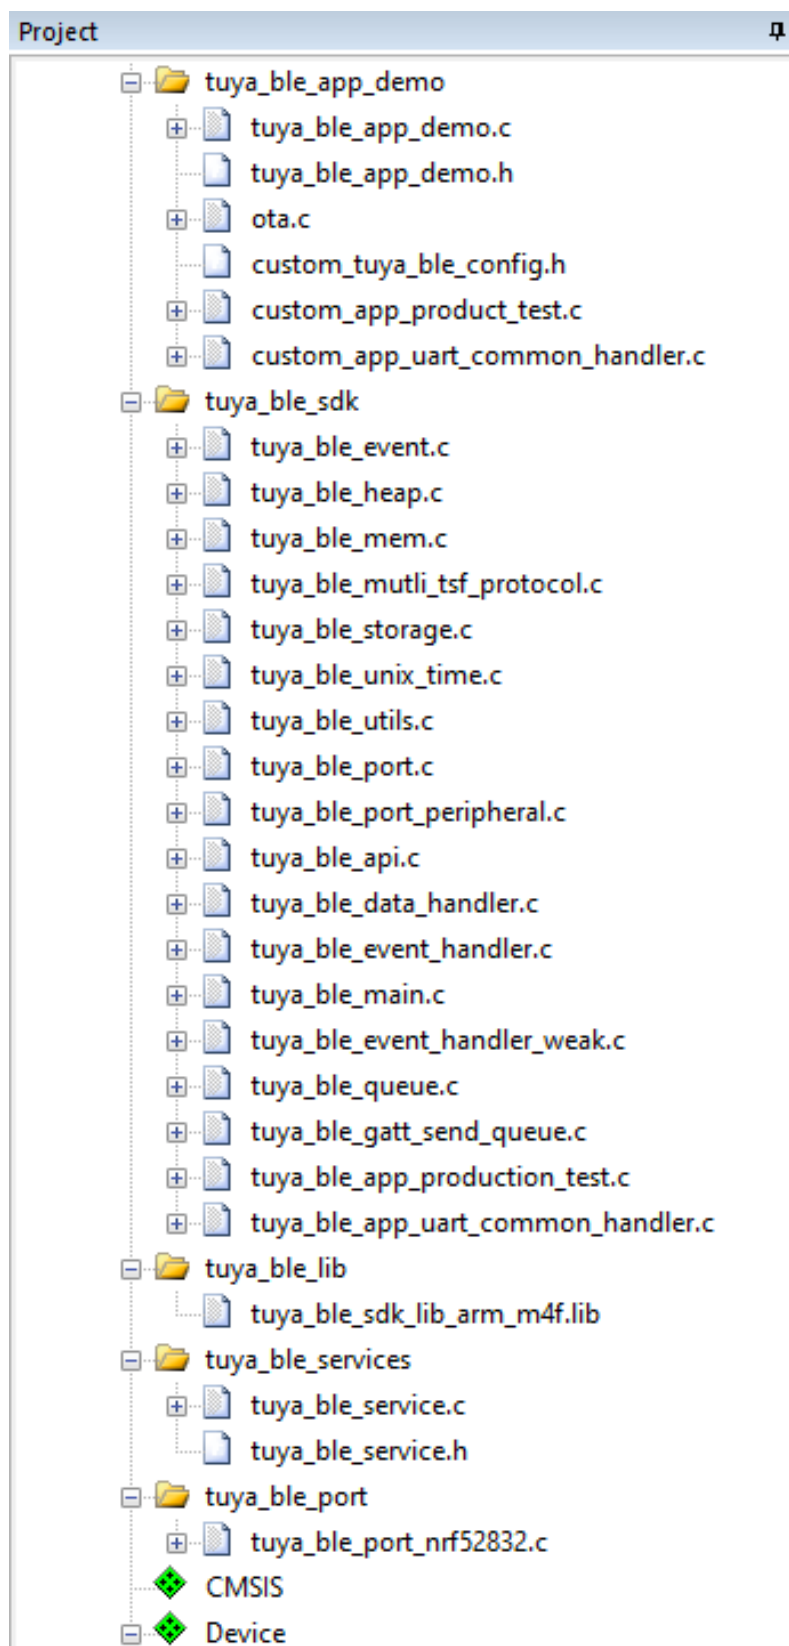 Project
tuya_ble_app_demo
tuya_ble_app_demo.c
tuya_ble_app_demo.h
ota.c
custom_tuya_ble_config.h
custom_app_product_test.c
custom_app_uart_common_handler.c
tuya_ble_sdk
tuya_ble_event.c
tuya_ble_heap.c
tuya_ble_mem.c
tuya_ble_mutli_tsf_protocol.c
tuya_ble_storage.c
tuya_ble_unix_time.c
tuya_ble_utils.c
tuya_ble_port.c
tuya_ble_port_peripheral.c
tuya_ble_api.c
tuya_ble_data_handler.c
tuya_ble_event_handler.c
tuya_ble_main.c
tuya_ble_event_handler_weak.c
tuya_ble_queue.c
tuya_ble_gatt_send_queue.c
tuya_ble_app_production_test.c
tuya_ble_app_uart_common_handler.c
tuya_ble_lib
tuya_ble_sdk_lib_arm_m4f.lib
tuya_ble_services
tuya_ble_service.c
tuya_ble_service.h
tuya_ble_port
tuya_ble_port_nrf52832.c
CMSIS
Device